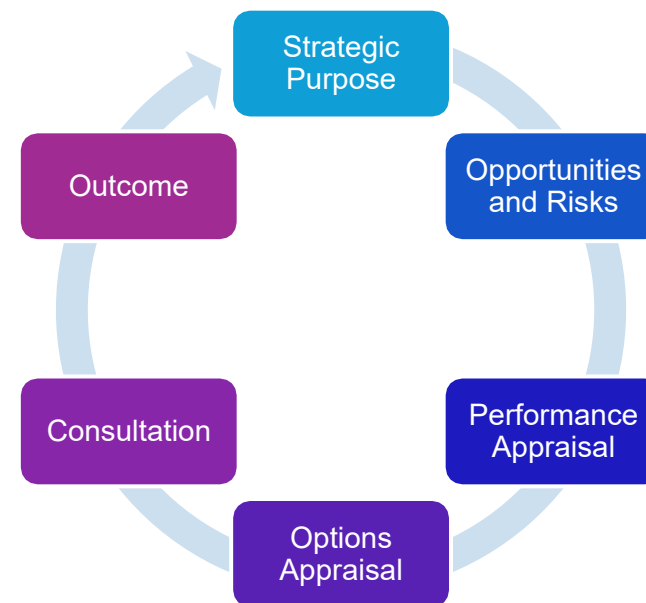 Strategic
Purpose
Opportunities
and Risks
Performance
Appraisal
Options
Appraisal
Consultation
Outcome